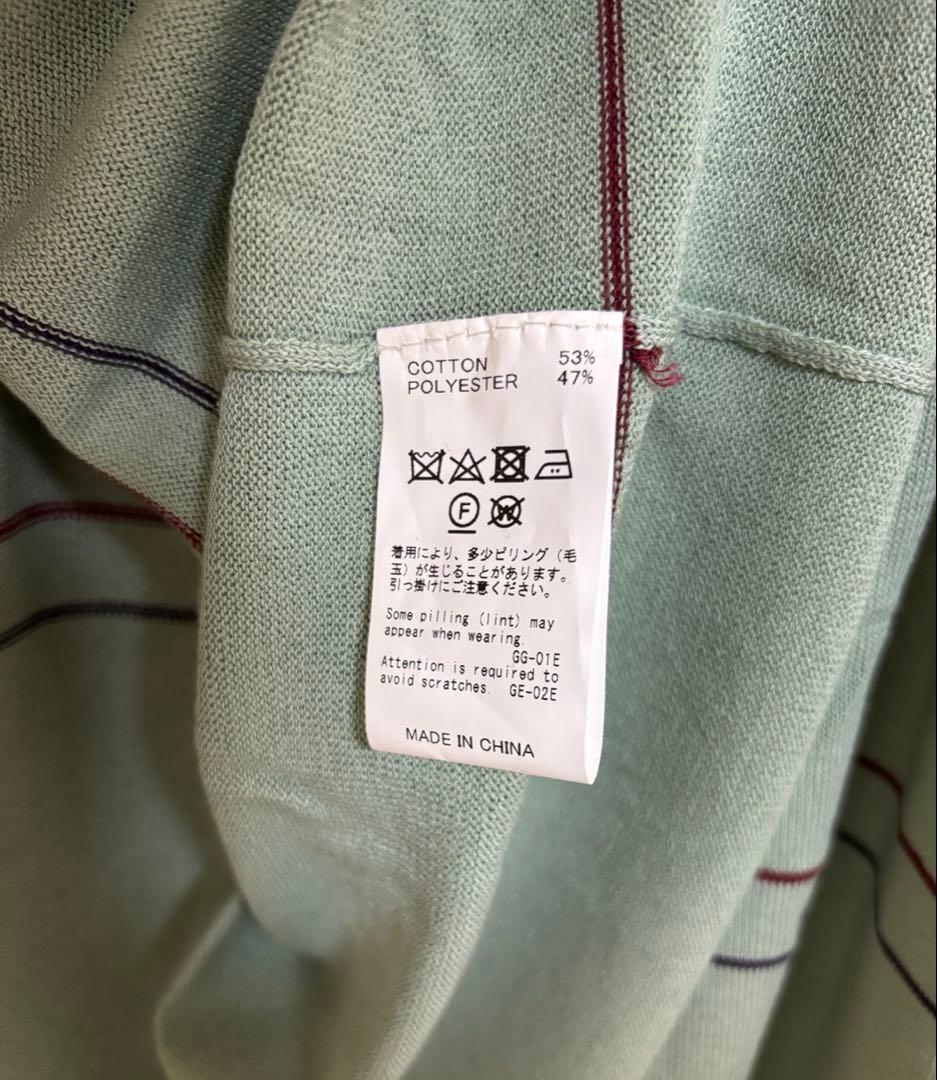 COTTON 53%
POLYESTER 47%
F W
着用により、多少ピリング（毛
玉）が生じることがあります。
引っ掛けにご注意ください。
Some pilling (lint) may
appear when wearing.
GG-01E
Attention is required to
avoid scratches. GE-02E
MADE IN CHINA